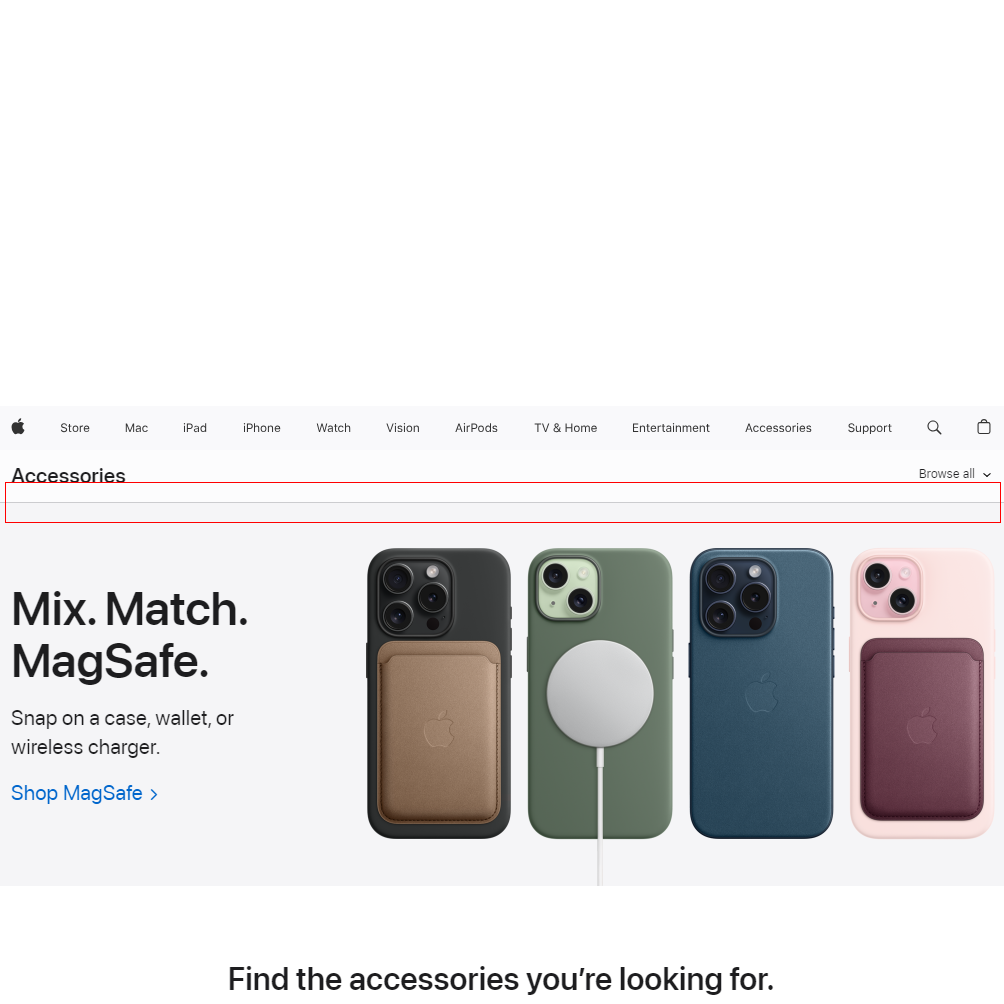 Store Mac iPad iPhone Watch Vision AirPods TV & Home Entertainment Accessories Support
Accessories
Browse all
Mix. Match.
MagSafe.
Snap on a case, wallet, or
wireless charger.
Shop MagSafe
Find the accessories you’re looking for.